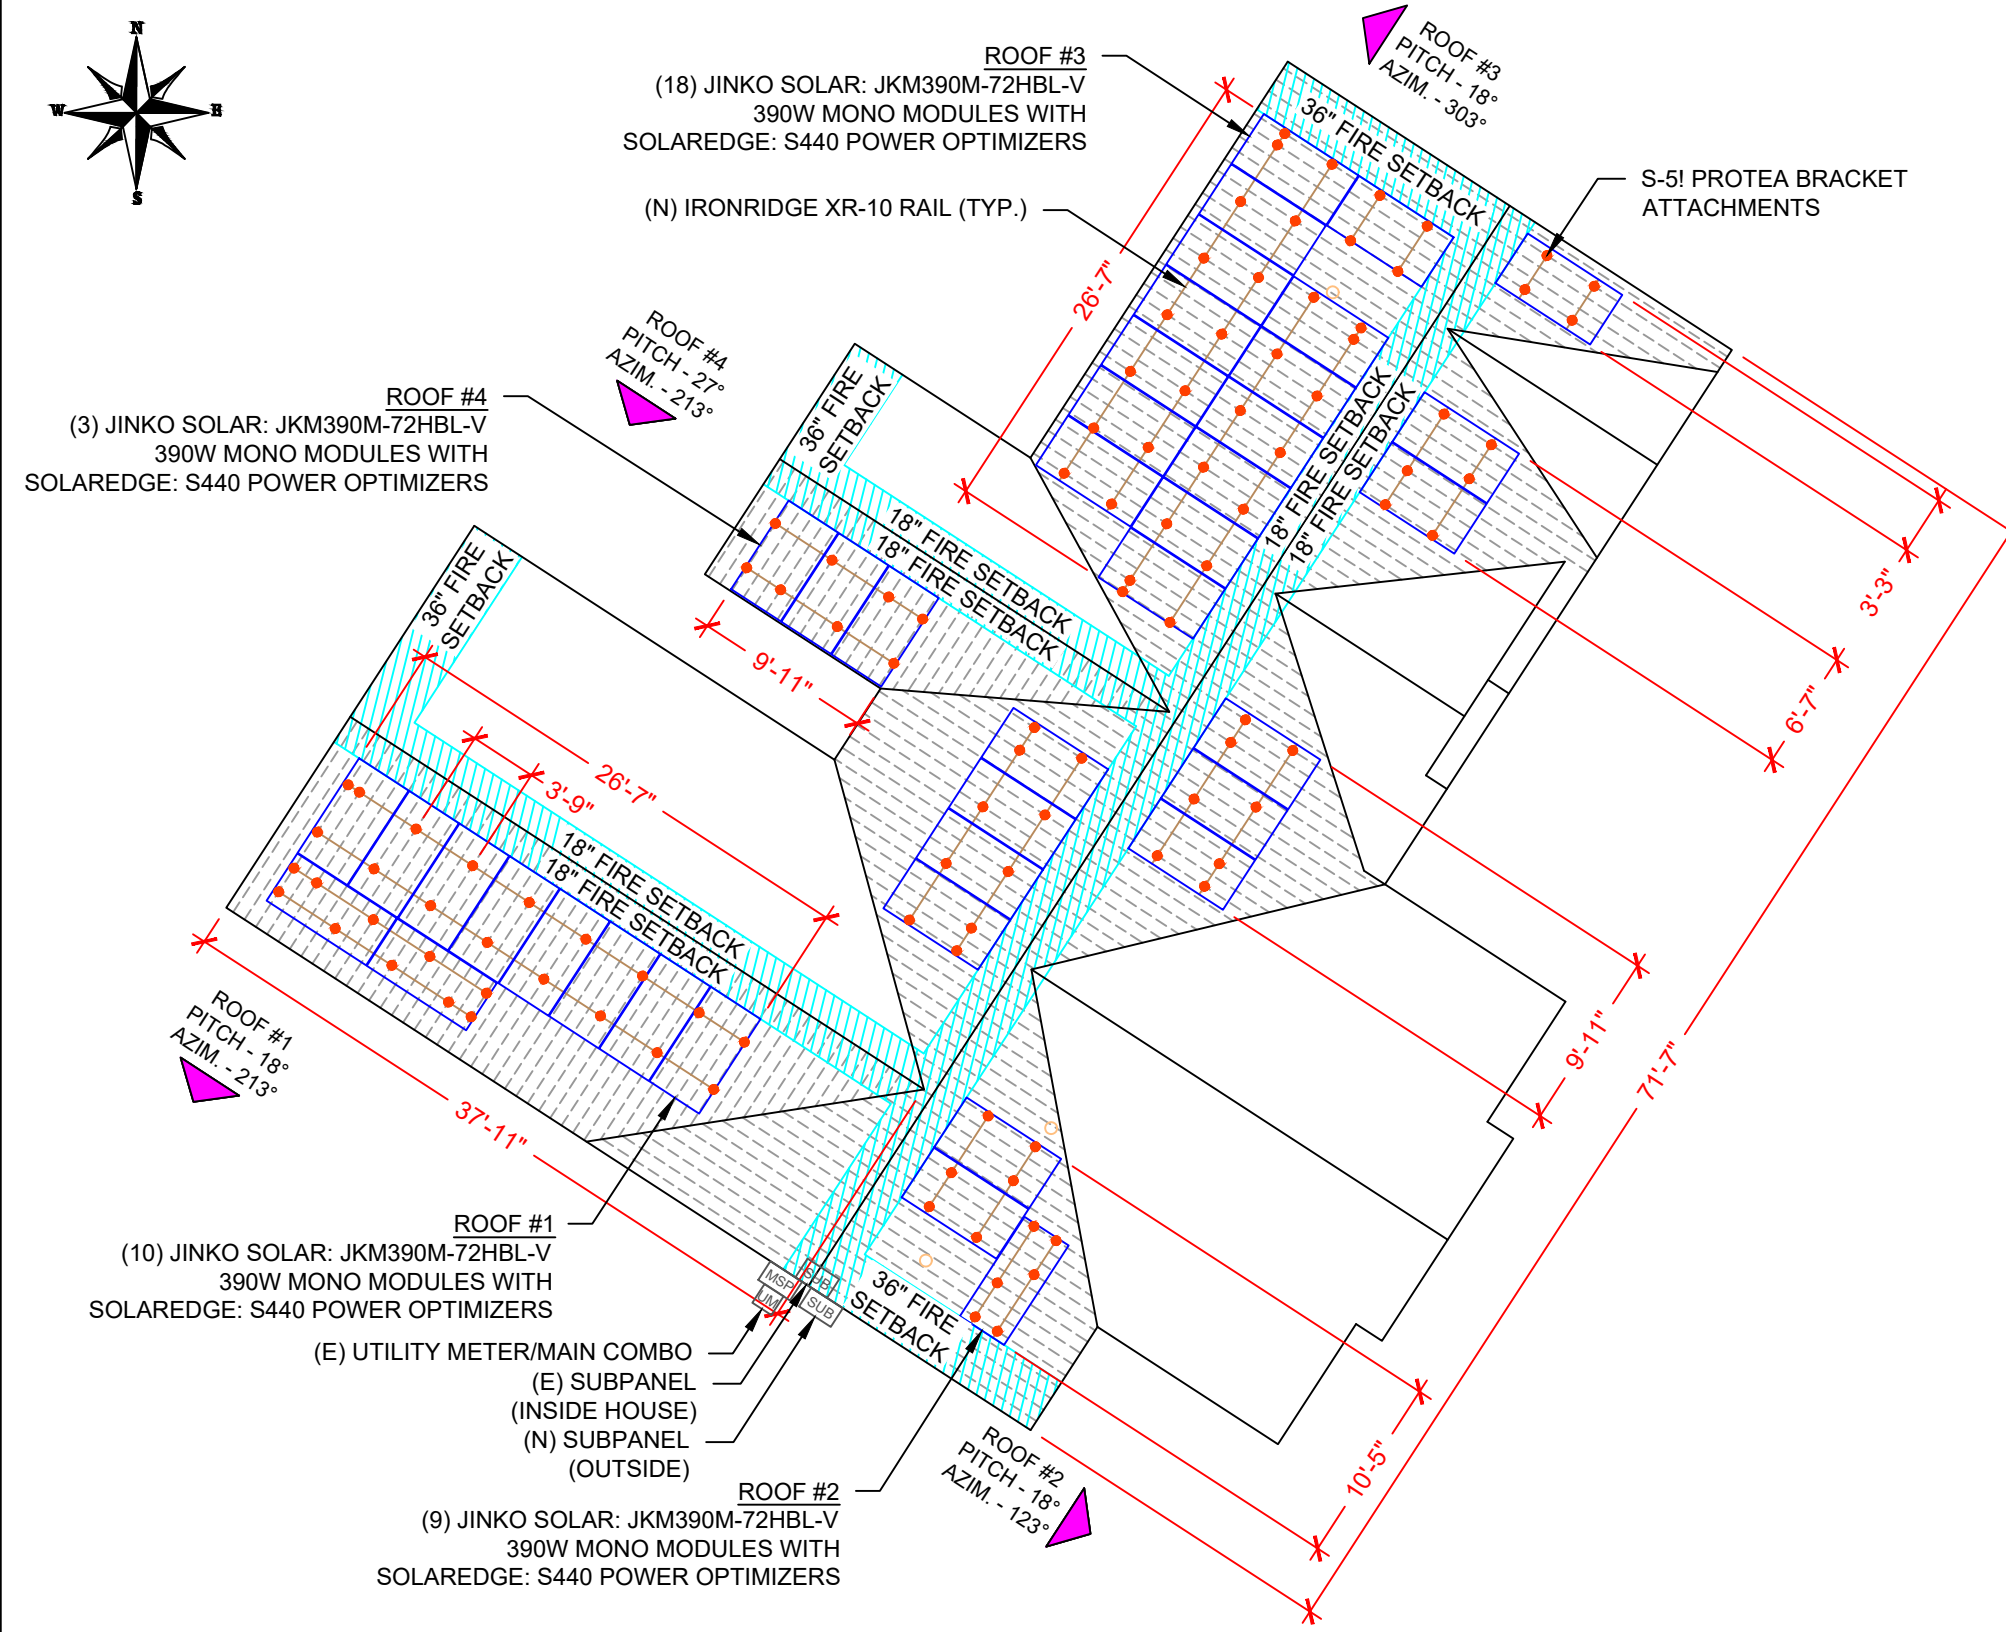 N
W
E
S
ROOF #3
(18) JINKO SOLAR: JKM390M-72HBL-V
390W MONO MODULES WITH
SOLAREDGE: S440 POWER OPTIMIZERS
(N) IRONRIDGE XR-10 RAIL (TYP.)
ROOF #3
PITCH - 18°
AZIM. - 303°
S-5! PROTEA BRACKET
ATTACHMENTS
36" FIRE SETBACK
26'-7"
ROOF #4
PITCH - 27°
AZIM. - 213°
ROOF #4
(3) JINKO SOLAR: JKM390M-72HBL-V
390W MONO MODULES WITH
SOLAREDGE: S440 POWER OPTIMIZERS
36" FIRE
SETBACK
18" FIRE SETBACK
18" FIRE SETBACK
18" FIRE SETBACK
18" FIRE SETBACK
9'-11"
36" FIRE
SETBACK
26'-7"
3'-9"
18" FIRE SETBACK
18" FIRE SETBACK
3'-3"
6'-7"
9'-11"
71'-7"
10'-5"
ROOF #1
PITCH - 18°
AZIM. - 213°
37'-11"
ROOF #1
(10) JINKO SOLAR: JKM390M-72HBL-V
390W MONO MODULES WITH
SOLAREDGE: S440 POWER OPTIMIZERS
MSP
SUB
UM
SUB
36" FIRE
SETBACK
(E) UTILITY METER/MAIN COMBO
(E) SUBPANEL
(INSIDE HOUSE)
(N) SUBPANEL
(OUTSIDE)
ROOF #2
PITCH - 18°
AZIM. - 123°
ROOF #2
(9) JINKO SOLAR: JKM390M-72HBL-V
390W MONO MODULES WITH
SOLAREDGE: S440 POWER OPTIMIZERS